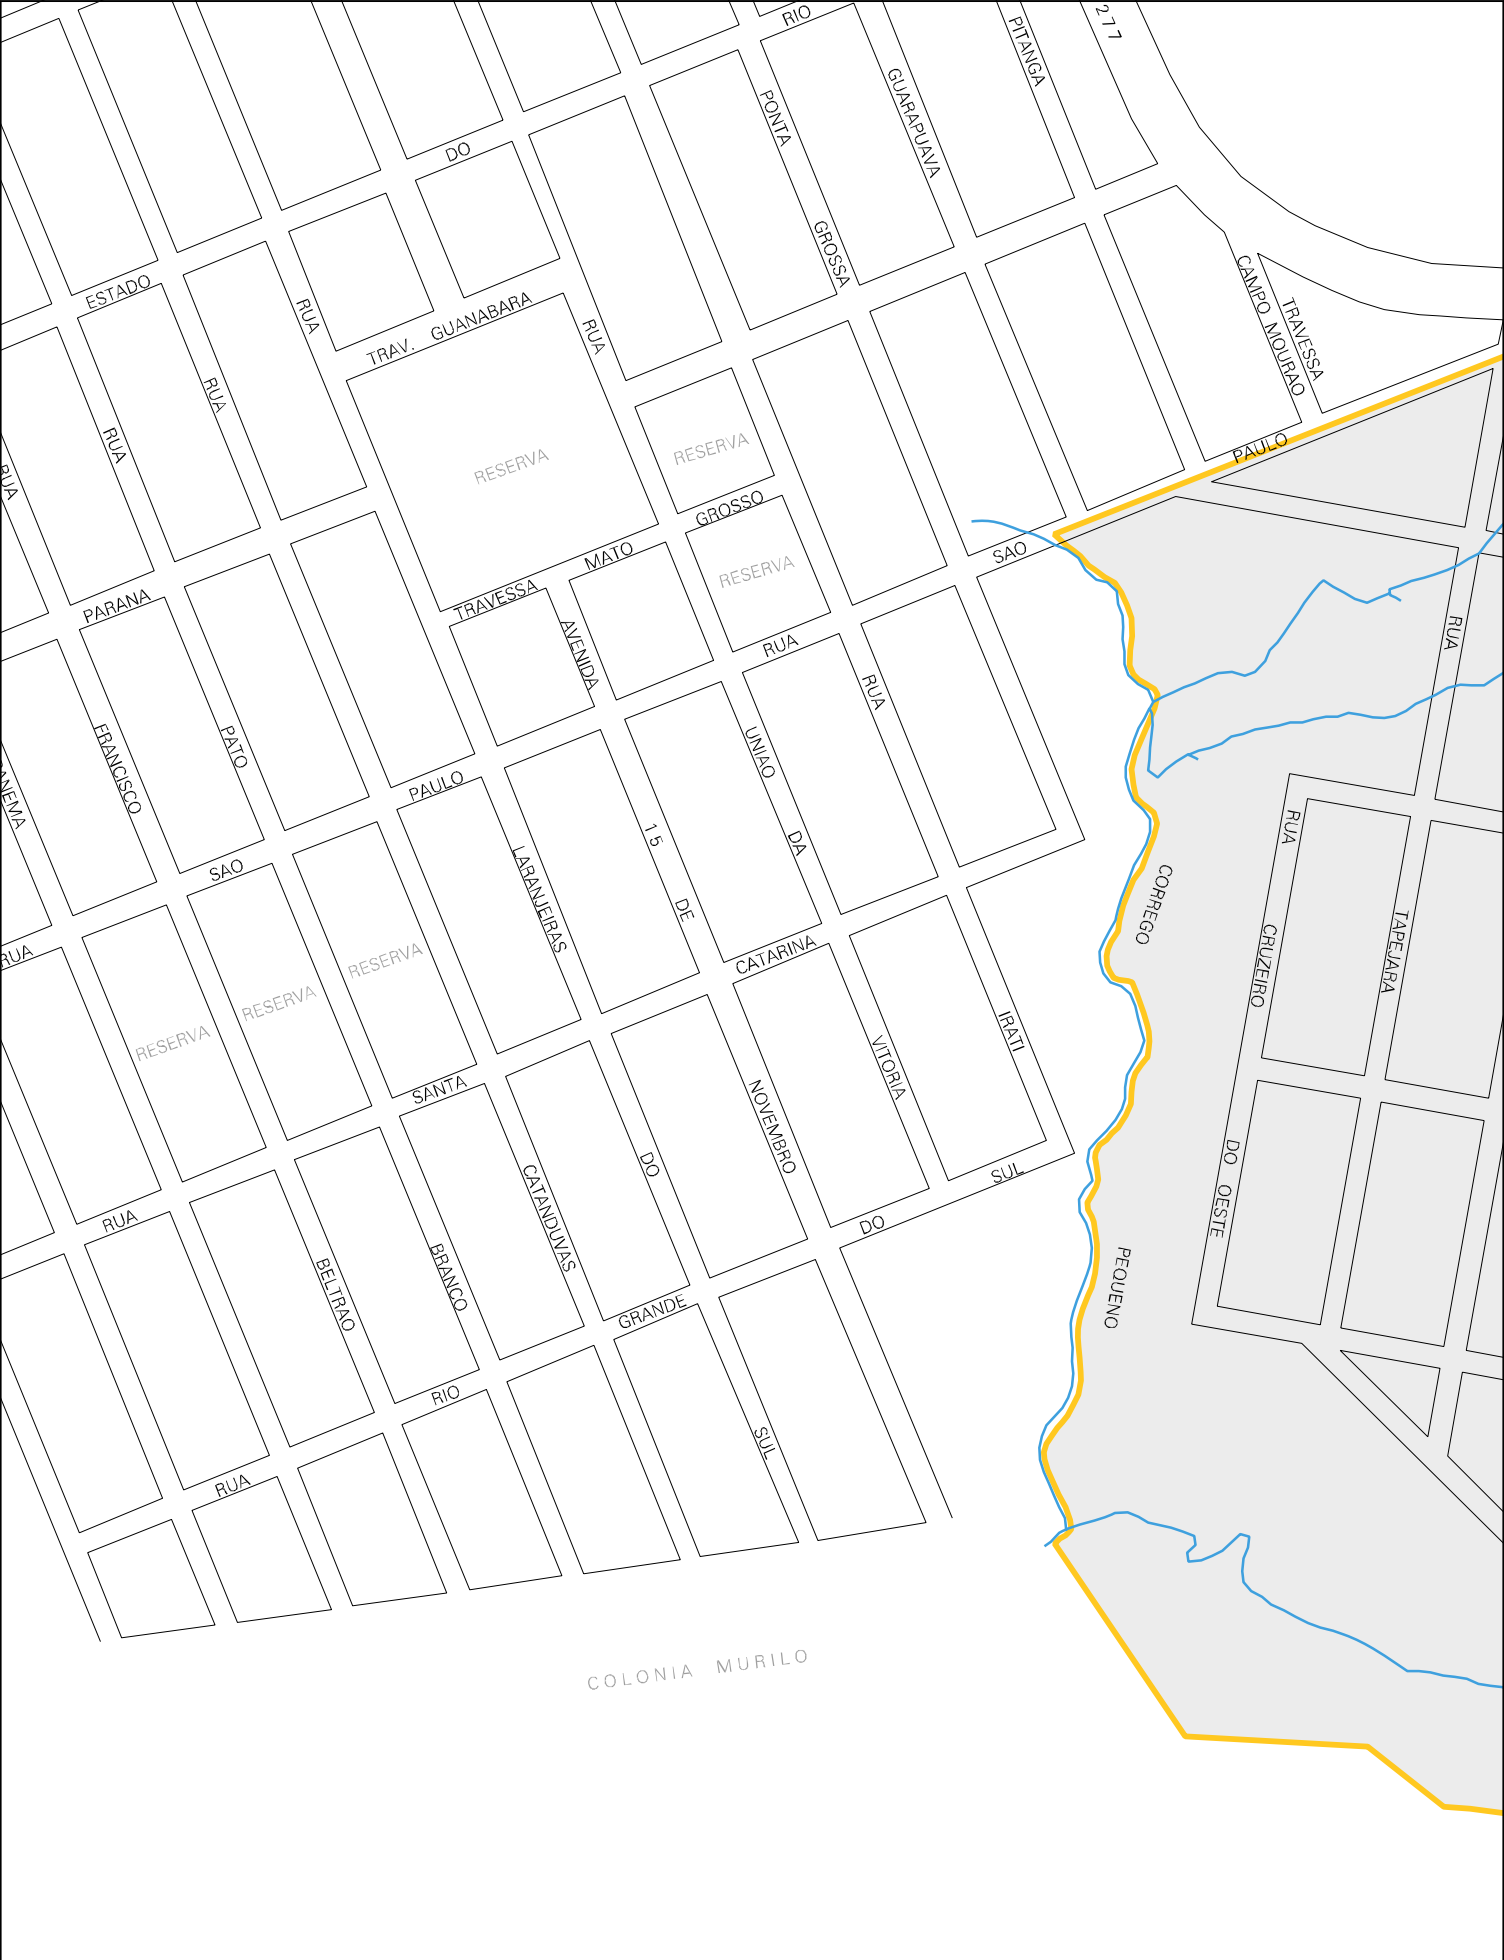 RIO
PITANGA
277
PONTA
GUARAPUAVA
DO
GROSSA
ESTADO
RUA
TRAV. GUANABARA
RUA
CAMPO MOURAO
TRAVESSA
RUA
RUA
RUA
RESERVA
RESERVA
PAULO
GROSSO
SAO
MATO
RESERVA
TRAVESSA
PARANA
AVENIDA
RUA
RUA
RUA
FRANCISCO
PATO
UNIAO
PAULO
15
DA
RUA
LARANJEIRAS
SAO
CORREGO
DE
TAPEJARA
CRUZEIRO
RUA
RESERVA
CATARINA
RESERVA
RESERVA
IRATI
VITORIA
SANTA
NOVEMBRO
DO
DO
OESTE
SUL
CATANDUVAS
RUA
DO
BRANCO
BELTRAO
PEQUENO
GRANDE
RIO
SUL
RUA
COLONIA MURILO